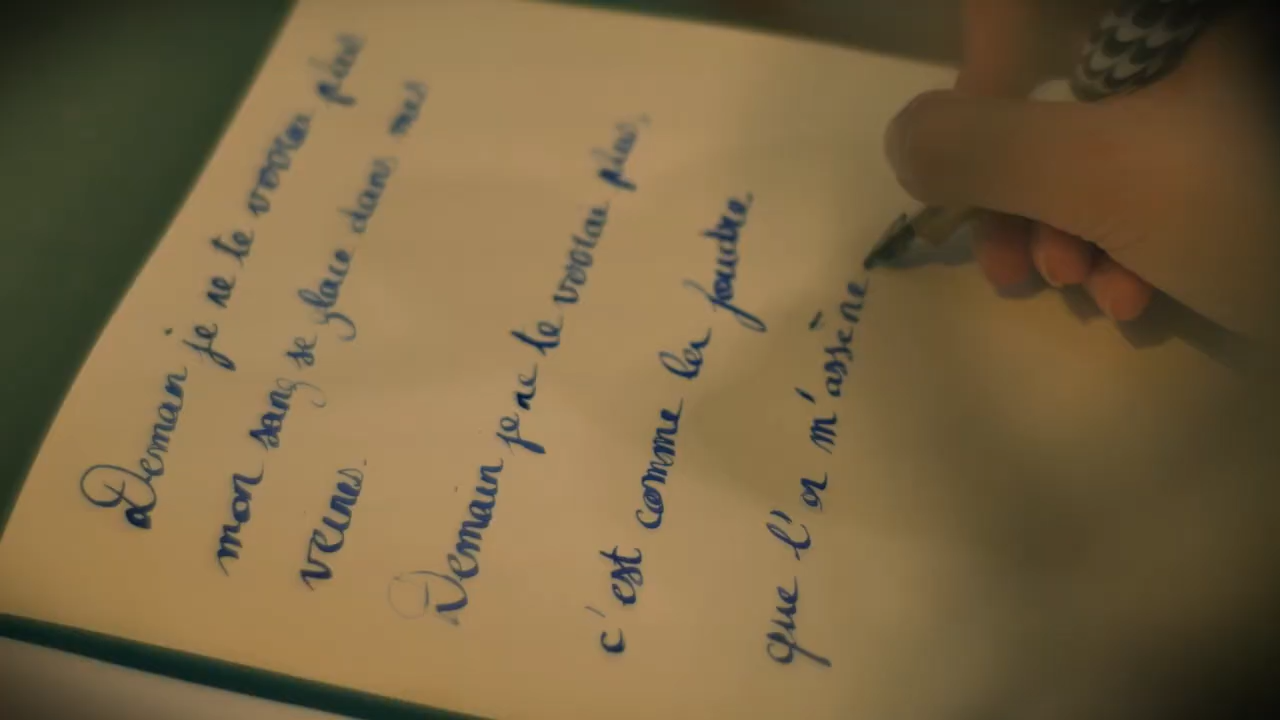 Demain je ne te verrai plus
mon sang se glace dans mes
veines.
Demain je ne te verrai plus,
c'est comme la foudre
que l'on m'assène